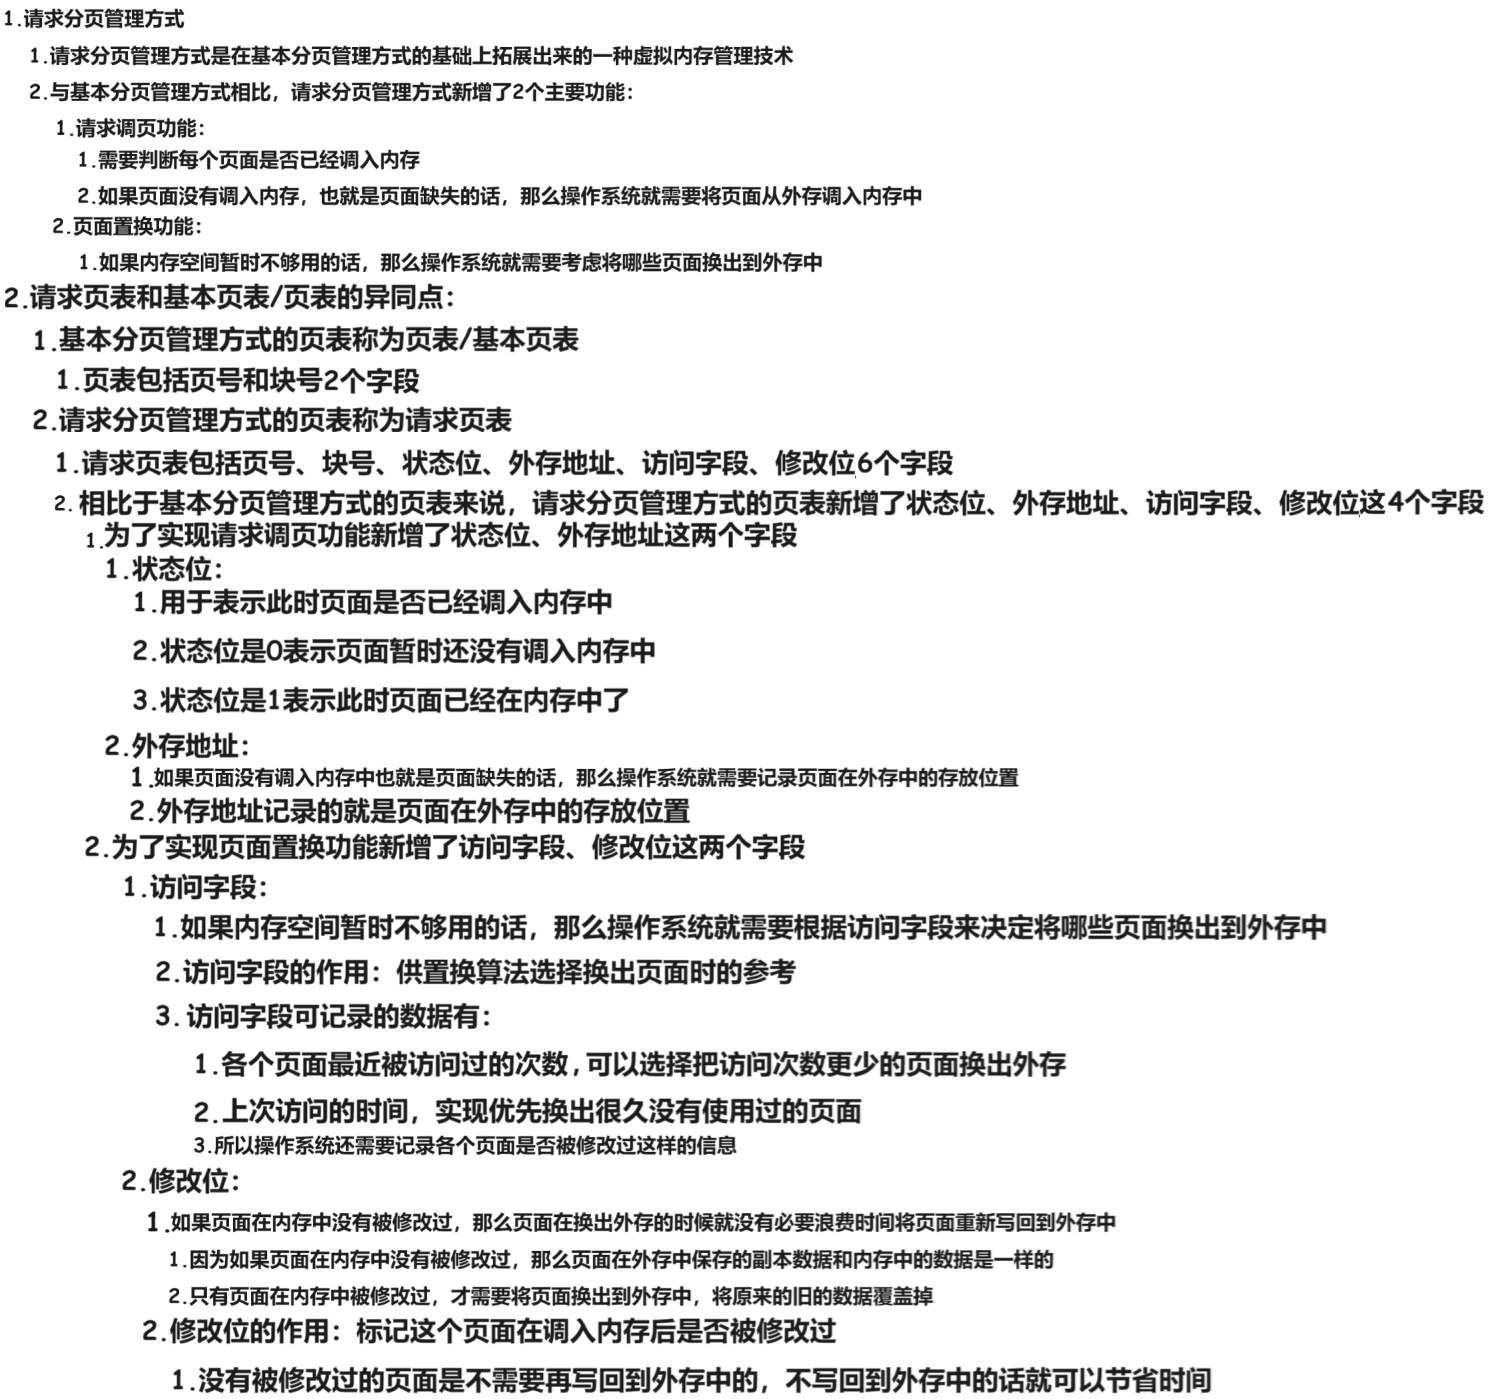 1.请求分页管理方式
1.请求分页管理方式是在基本分页管理方式的基础上拓展出来的一种虚拟内存管理技术
2.与基本分页管理方式相比，请求分页管理方式新增了2个主要功能：
1.请求调页功能：
1.需要判断每个页面是否已经调入内存
2.如果页面没有调入内存，也就是页面缺失的话，那么操作系统就需要将页面从外存调入内存中
2.页面置换功能：
1.如果内存空间暂时不够用的话，那么操作系统就需要考虑将哪些页面换出到外存中
2.请求页表和基本页表/页表的异同点：
1.基本分页管理方式的页表称为页表/基本页表
1.页表包括页号和块号2个字段
2.请求分页管理方式的页表称为请求页表
1.请求页表包括页号、块号、状态位、外存地址、访问字段、修改位6个字段
2.相比于基本分页管理方式的页表来说，请求分页管理方式的页表新增了状态位、外存地址、访问字段、修改位这4个字段
1.为了实现请求调页功能新增了状态位、外存地址这两个字段
1.状态位：
1.用于表示此时页面是否已经调入内存中
2.状态位是0表示页面暂时还没有调入内存中
3.状态位是1表示此时页面已经在内存中了
2.外存地址：
1.如果页面没有调入内存中也就是页面缺失的话，那么操作系统就需要记录页面在外存中的存放位置
2.外存地址记录的就是页面在外存中的存放位置
2.为了实现页面置换功能新增了访问字段、修改位这两个字段
1.访问字段：
1.如果内存空间暂时不够用的话，那么操作系统就需要根据访问字段来决定将哪些页面换出到外存中
2.访问字段的作用：供置换算法选择换出页面时的参考
3.访问字段可记录的数据有：
1.各个页面最近被访问过的次数,可以选择把访问次数更少的页面换出外存
2.上次访问的时间，实现优先换出很久没有使用过的页面
3.所以操作系统还需要记录各个页面是否被修改过这样的信息
2.修改位：
1.如果页面在内存中没有被修改过，那么页面在换出外存的时候就没有必要浪费时间将页面重新写回到外存中
1.因为如果页面在内存中没有被修改过，那么页面在外存中保存的副本数据和内存中的数据是一样的
2.只有页面在内存中被修改过，才需要将页面换出到外存中，将原来的旧的数据覆盖掉
2.修改位的作用：标记这个页面在调入内存后是否被修改过
1.没有被修改过的页面是不需要再写回到外存中的，不写回到外存中的话就可以节省时间